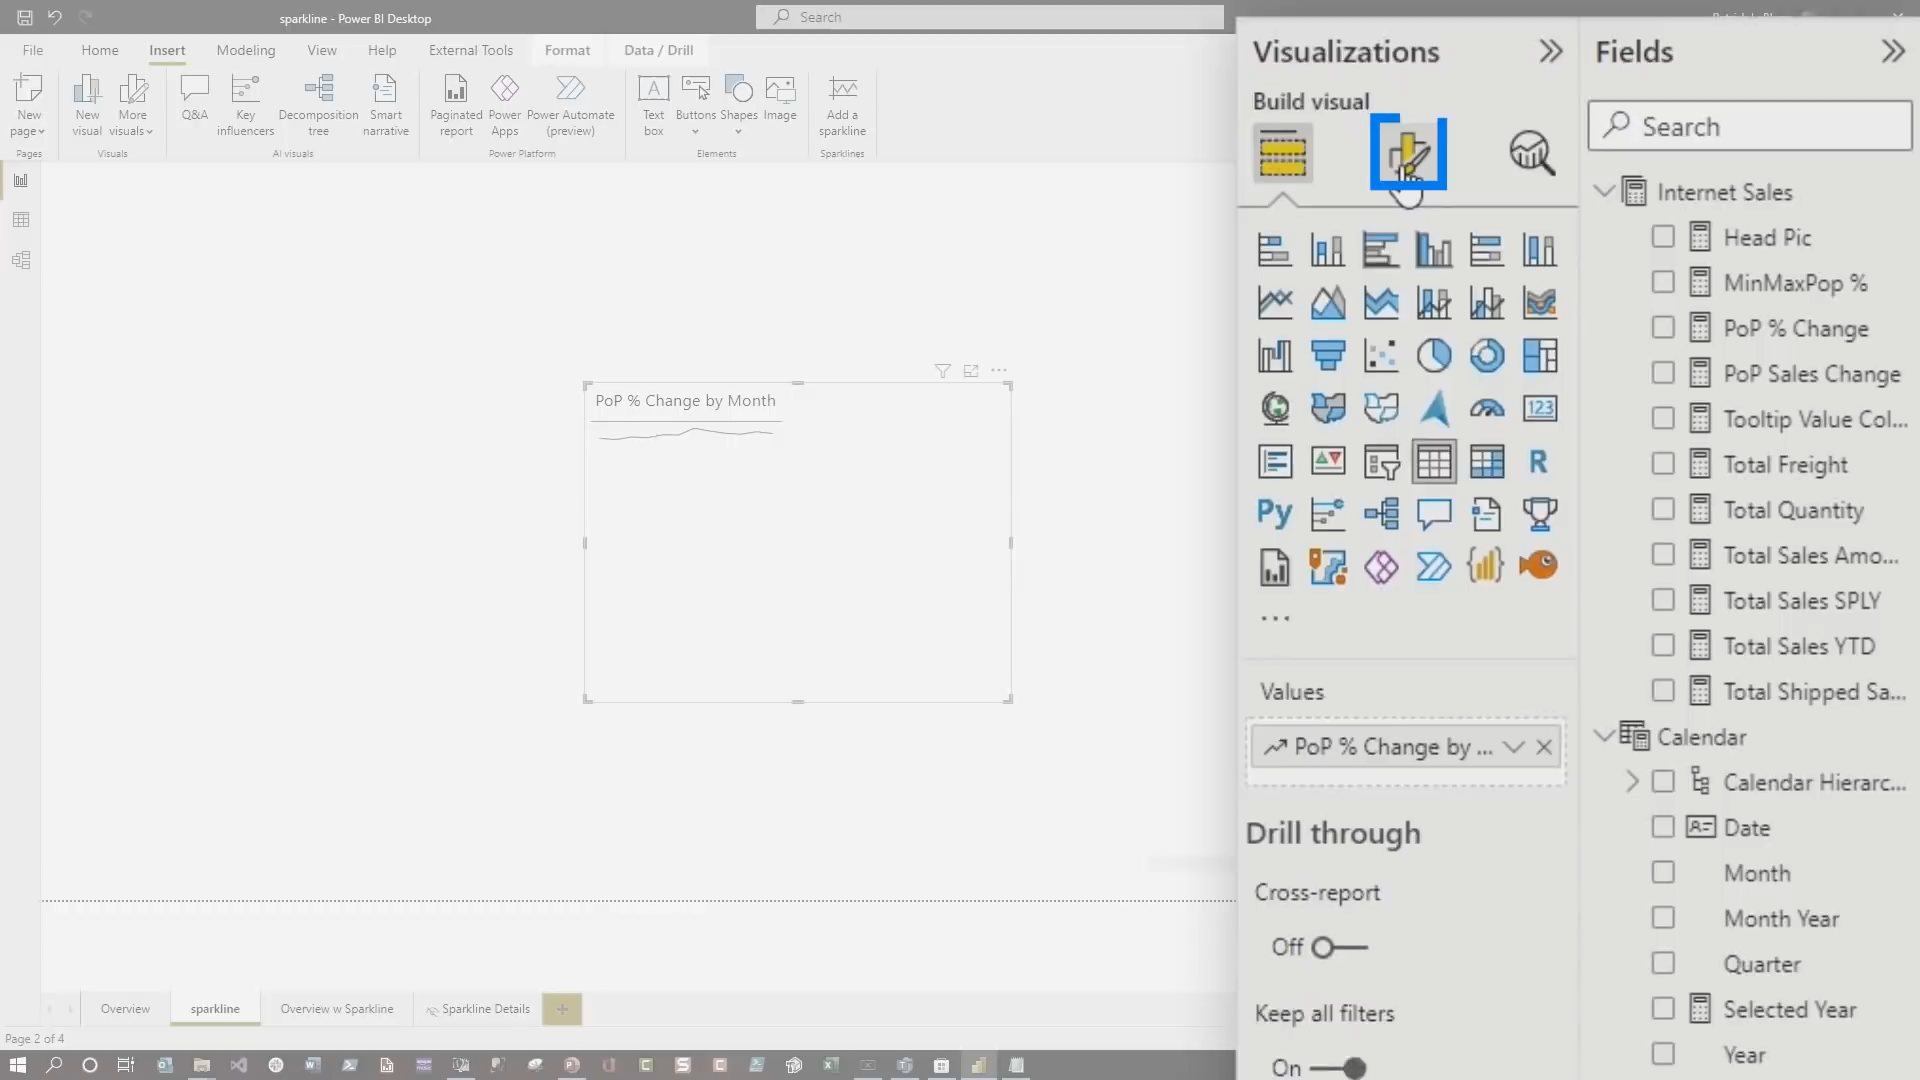 sparkline - Power BI Desktop
Search
File
Home
Insert
Modeling
View
Help
External Tools
Format
Data / Drill
New page
New visual
More visuals
Q&A
Key influencers
Decomposition tree
Smart narrative
Paginated report
Power Apps
Power Automate (preview)
Text box
Buttons
Shapes
Image
Add a sparkline
Pages
Visuals
AI visuals
Power Platform
Elements
Sparklines
PoP % Change by Month
Visualizations
Build visual
123
R
Py
Values
PoP % Change by ...
Drill through
Cross-report
Off
Keep all filters
On
Fields
Search
Internet Sales
Head Pic
MinMaxPop %
PoP % Change
PoP Sales Change
Tooltip Value Col...
Total Freight
Total Quantity
Total Sales Amo...
Total Sales SPLY
Total Sales YTD
Total Shipped Sa...
Calendar
Calendar Hierarc...
Date
Month
Month Year
Quarter
Selected Year
Year
Overview
sparkline
Overview w Sparkline
Sparkline Details
Page 2 of 4